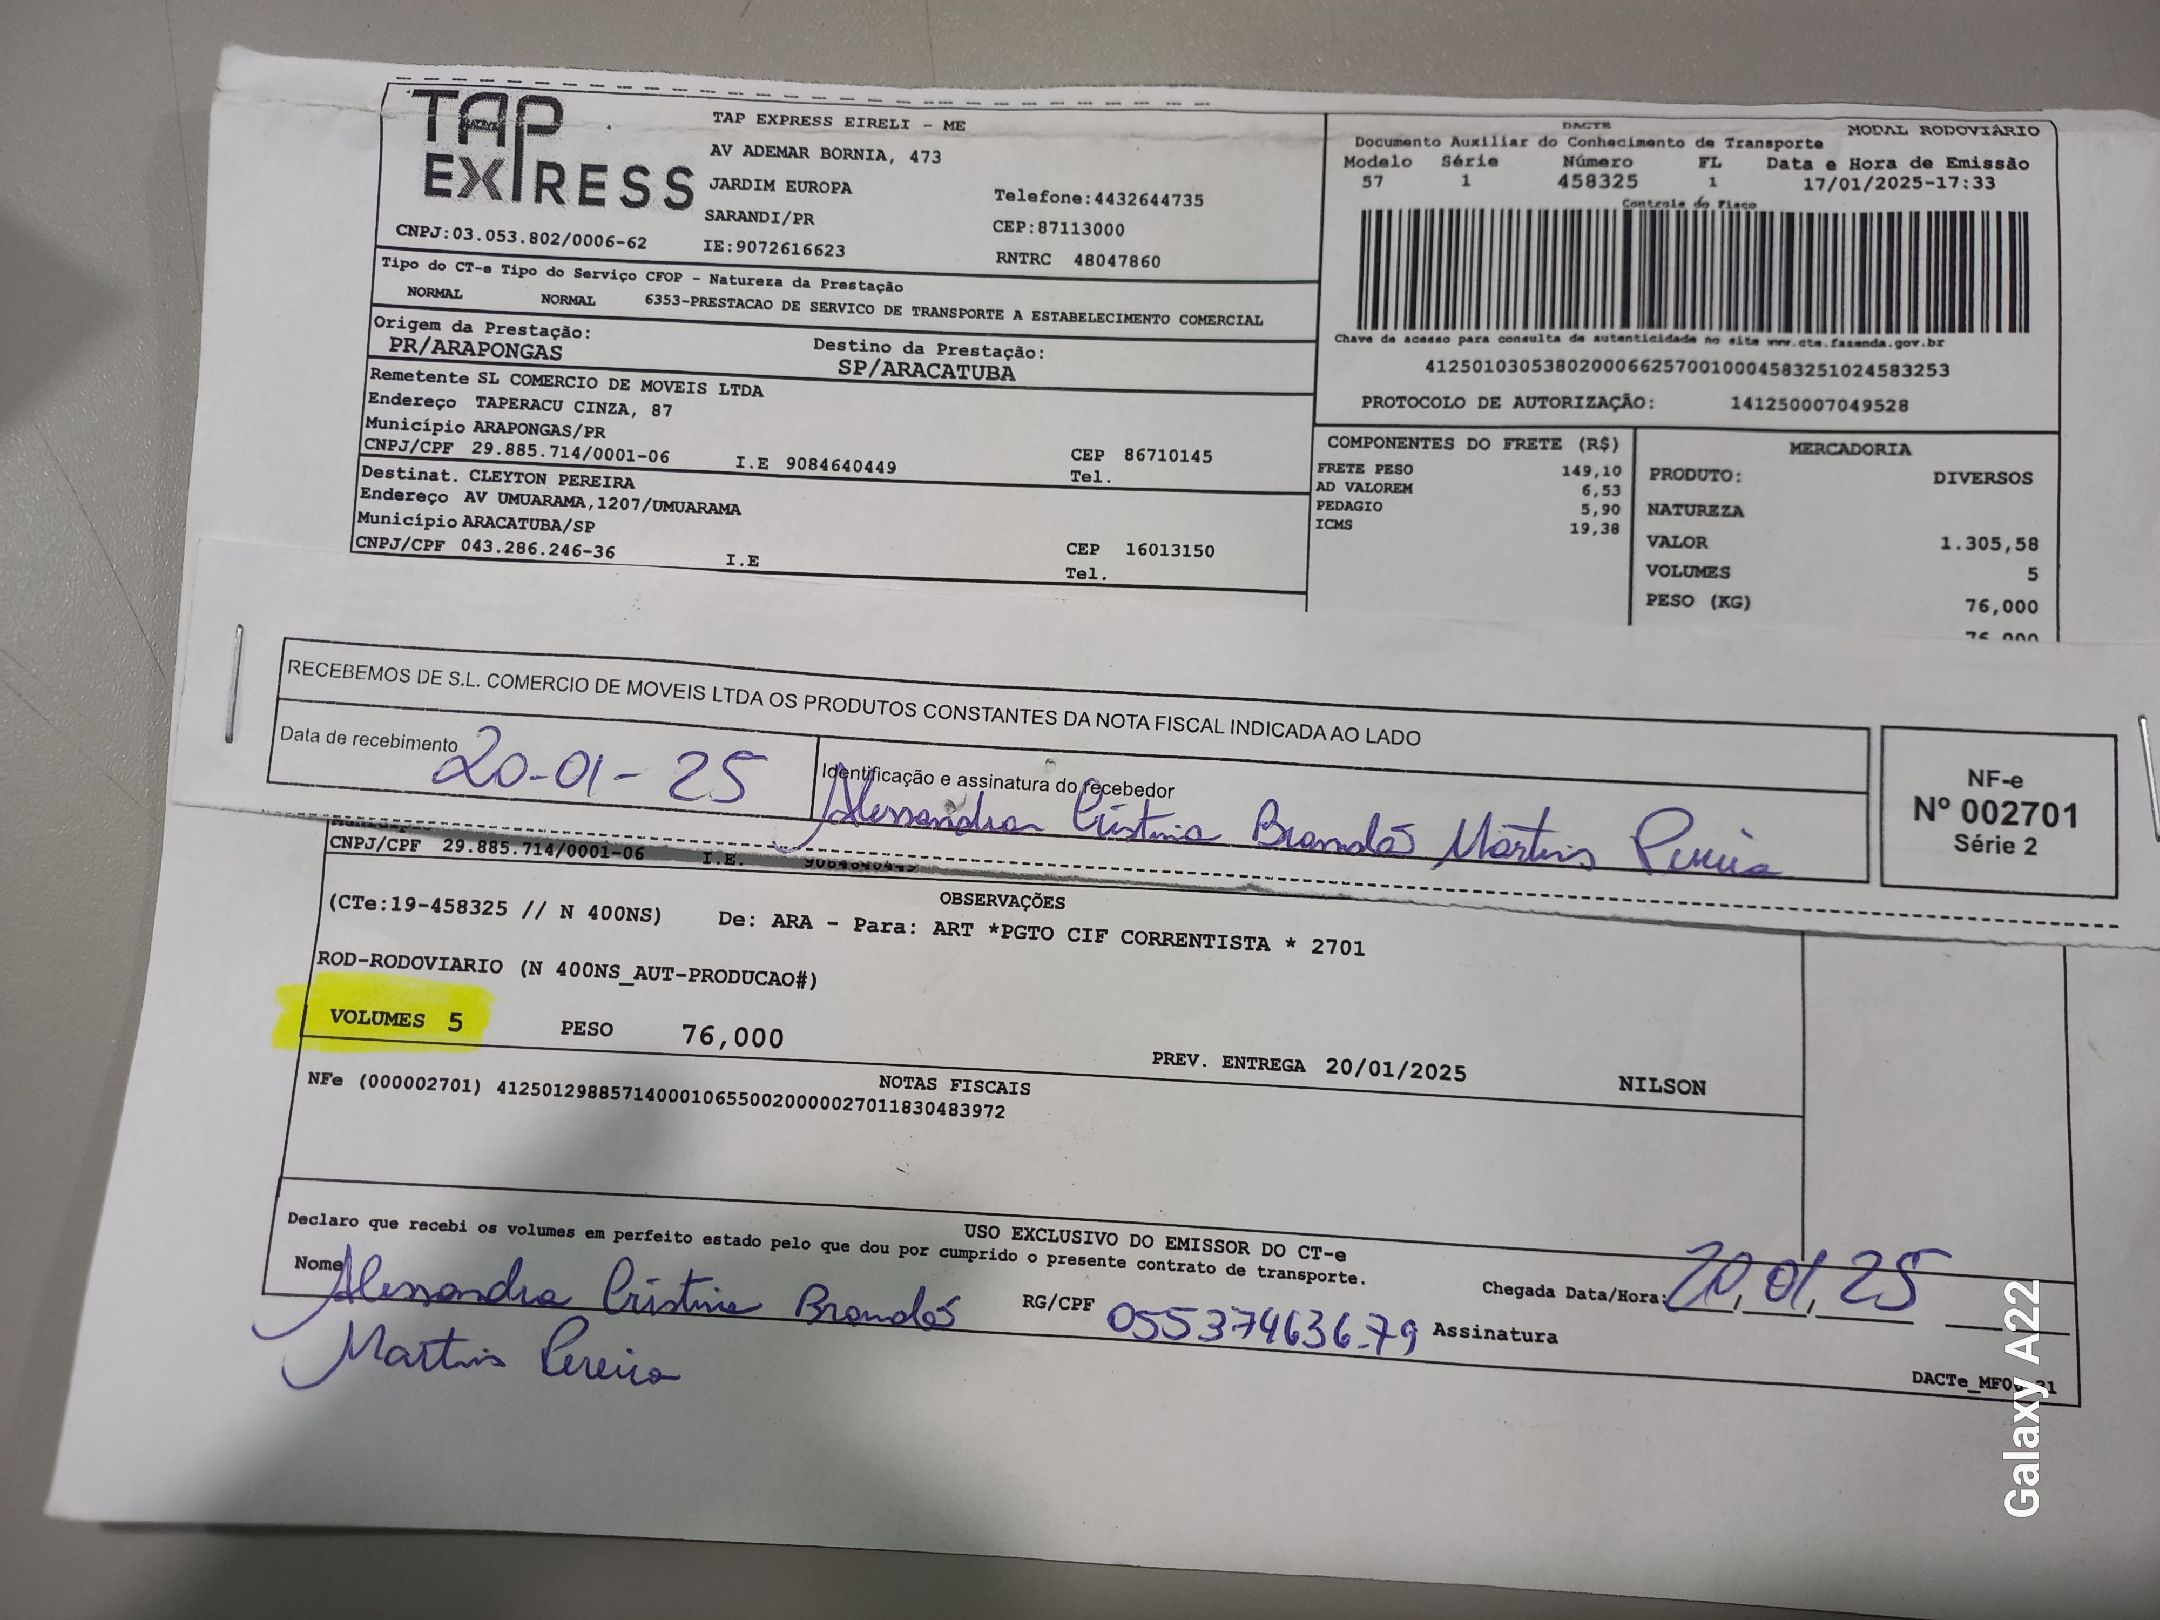 TAP
EXPRESS
TAP EXPRESS EIRELI - ME
AV ADEMAR BORNIA, 473
JARDIM EUROPA
SARANDI/PR
IE:9072616623
Telefone:4432644735
CEP:87113000
RNTRC 48047860
CNPJ:03.053.802/0006-62
DACTE
MODAL RODOVIÁRIO
Documento Auxiliar do Conhecimento de Transporte
Modelo Série Número FL Data e Hora de Emissão
57 1 458325 1 17/01/2025-17:33
Controle do Fisco
Chave de acesso para consulta de autenticidade no site www.cte.fazenda.gov.br
41250103053802000662570010004583251024583253
PROTOCOLO DE AUTORIZAÇÃO: 141250007049528
Tipo do CT-e Tipo do Serviço CFOP - Natureza da Prestação
NORMAL NORMAL 6353-PRESTACAO DE SERVICO DE TRANSPORTE A ESTABELECIMENTO COMERCIAL
Origem da Prestação:
PR/ARAPONGAS
Destino da Prestação:
SP/ARACATUBA
Remetente SL COMERCIO DE MOVEIS LTDA
Endereço TAPERACU CINZA, 87
Município ARAPONGAS/PR
CEP 86710145
CNPJ/CPF 29.885.714/0001-06 I.E 9084640449 Tel.
Destinat. CLEYTON PEREIRA
Endereço AV UMUARAMA,1207/UMUARAMA
Município ARACATUBA/SP
CEP 16013150
CNPJ/CPF 043.286.246-36 I.E Tel.
COMPONENTES DO FRETE (R$)
FRETE PESO 149,10
AD VALOREM 6,53
PEDAGIO 5,90
ICMS 19,38
MERCADORIA
PRODUTO: DIVERSOS
NATUREZA
VALOR 1.305,58
VOLUMES 5
PESO (KG) 76,000
76,000
RECEBEMOS DE S.L. COMERCIO DE MOVEIS LTDA OS PRODUTOS CONSTANTES DA NOTA FISCAL INDICADA AO LADO
Data de recebimento
20-01-25
Identificação e assinatura do recebedor
Alessandra Cristina Brandão Martins Pereira
NF-e
Nº 002701
Série 2
CNPJ/CPF 29.885.714/0001-06 I.E. 9084640449
OBSERVAÇÕES
(CTe:19-458325 // N 400NS) De: ARA - Para: ART *PGTO CIF CORRENTISTA * 2701
ROD-RODOVIARIO (N 400NS_AUT-PRODUCAO#)
VOLUMES 5 PESO 76,000 PREV. ENTREGA 20/01/2025 NILSON
NOTAS FISCAIS
NFe (000002701) 41250129885714000106550020000027011830483972
USO EXCLUSIVO DO EMISSOR DO CT-e
Declaro que recebi os volumes em perfeito estado pelo que dou por cumprido o presente contrato de transporte.
Nome Alessandra Cristina Brandão
Martins Pereira
RG/CPF 055374636-79
Chegada Data/Hora: 20,01,25
Assinatura
Galaxy A22